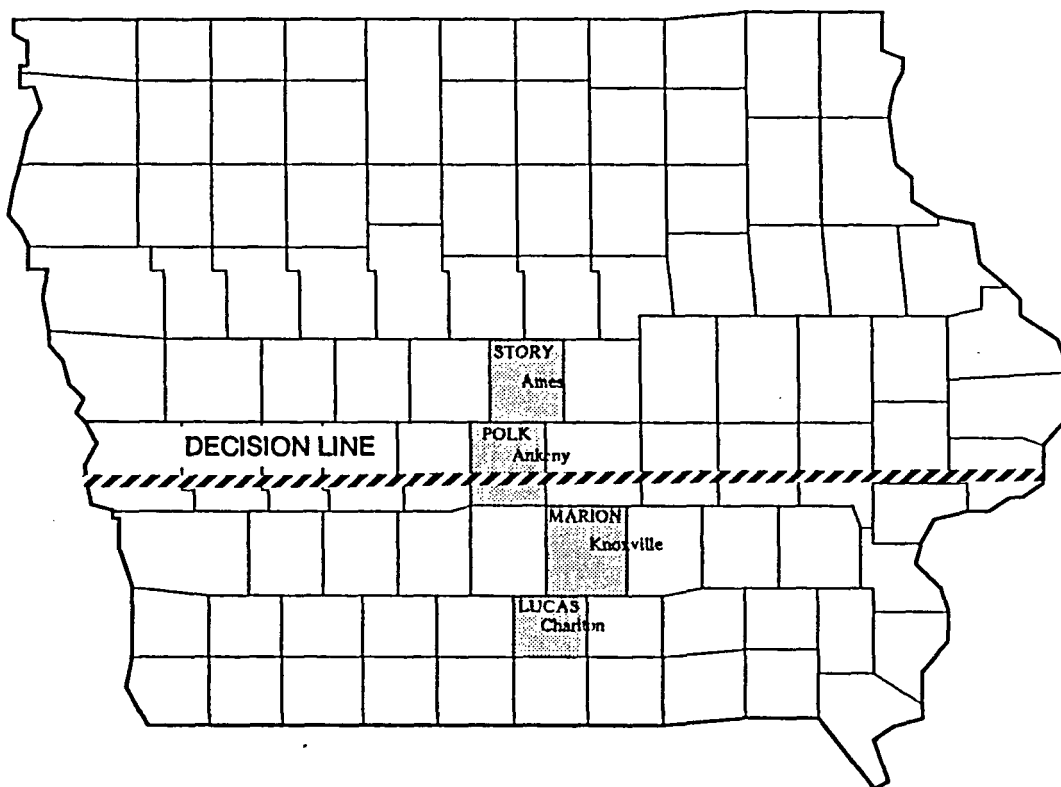 STORY
Ames
DECISION LINE
POLK
Ankeny
MARION
Knoxville
LUCAS
Chariton